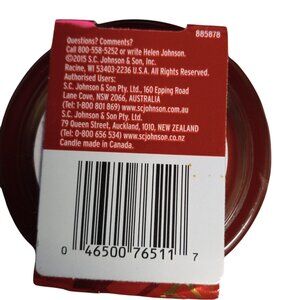 885878
Questions? Comments?
Call 800-558-5252 or write Helen Johnson.
©2015 S.C. Johnson & Son, Inc.
Racine, WI 53403-2236 U.S.A. All Rights Reserved.
Authorised Users:
S.C. Johnson & Son Pty. Ltd., 160 Epping Road
Lane Cove, NSW 2066, AUSTRALIA
(Tel: 1-800 801 869) www.scjohnson.com.au
S.C. Johnson & Son Pty. Ltd.
79 Queen Street, Auckland, 1010, NEW ZEALAND
(Tel: 0-800 656 534) www.scjohnson.co.nz
Candle made in Canada.
0 46500 76511 7